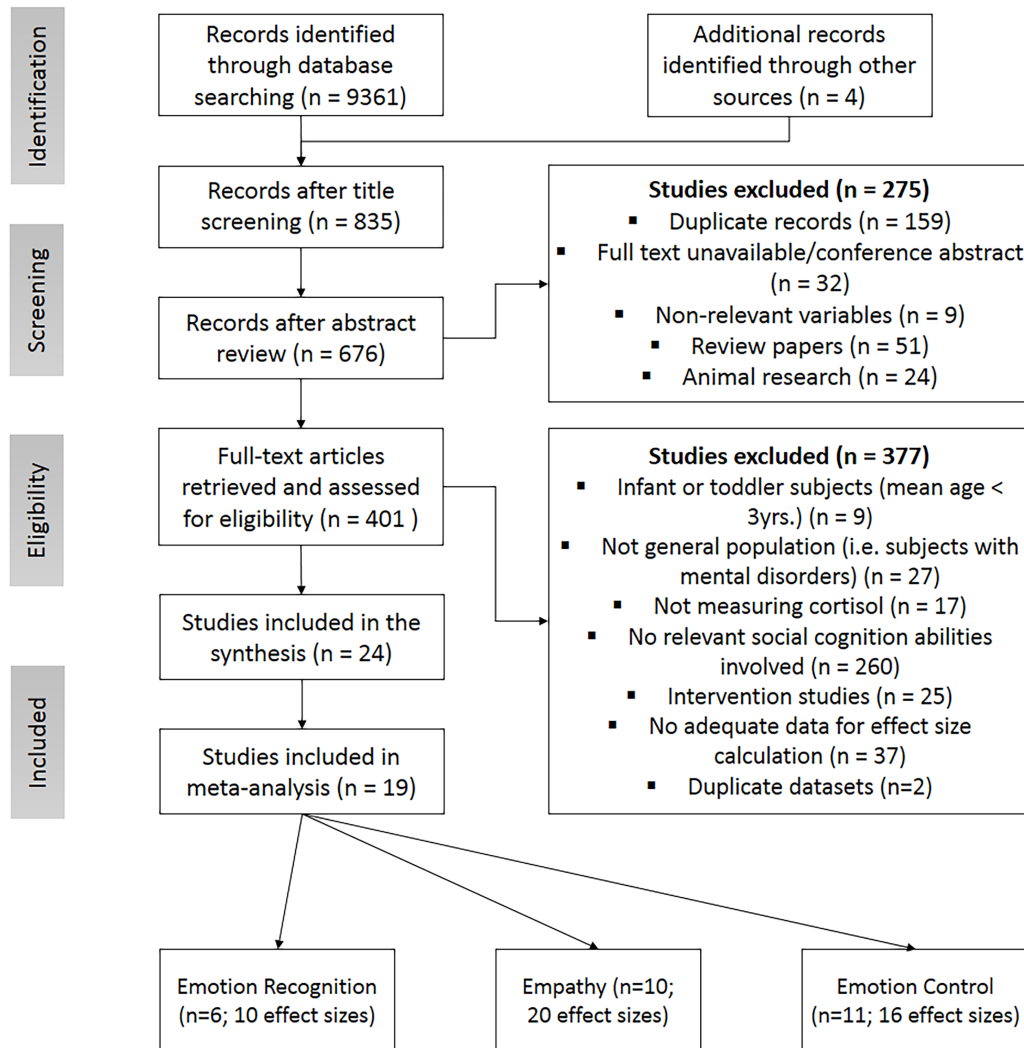 Identification
Records identified
through database
searching (n = 9361)
Additional records
identified through other
sources (n = 4)
Records after title
screening (n = 835)
Studies excluded (n = 275)
▪ Duplicate records (n = 159)
▪ Full text unavailable/conference abstract
(n = 32)
▪ Non-relevant variables (n = 9)
▪ Review papers (n = 51)
▪ Animal research (n = 24)
Screening
Records after abstract
review (n = 676)
Eligibility
Full-text articles
retrieved and assessed
for eligibility (n = 401 )
Studies excluded (n = 377)
▪ Infant or toddler subjects (mean age <
3yrs.) (n = 9)
▪ Not general population (i.e. subjects with
mental disorders) (n = 27)
▪ Not measuring cortisol (n = 17)
▪ No relevant social cognition abilities
involved (n = 260)
▪ Intervention studies (n = 25)
▪ No adequate data for effect size
calculation (n = 37)
▪ Duplicate datasets (n=2)
Studies included in the
synthesis (n = 24)
Included
Studies included in
meta-analysis (n = 19)
Emotion Recognition
(n=6; 10 effect sizes)
Empathy (n=10;
20 effect sizes)
Emotion Control
(n=11; 16 effect sizes)